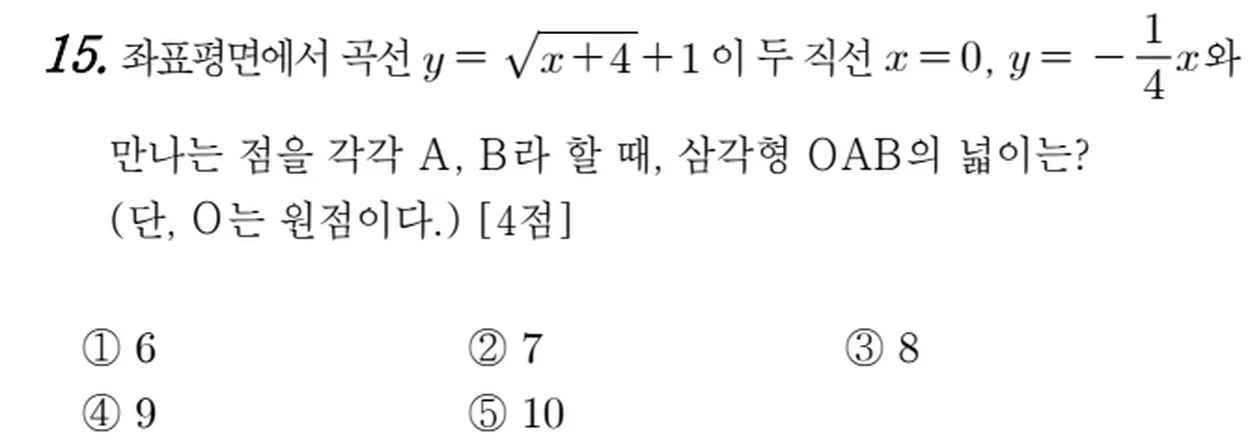 15. 좌표평면에서 곡선 y = √(x+4) + 1 이 두 직선 x = 0, y = -1/4 x와
만나는 점을 각각 A, B라 할 때, 삼각형 OAB의 넓이는?
(단, O는 원점이다.) [4점]
① 6 ② 7 ③ 8
④ 9 ⑤ 10